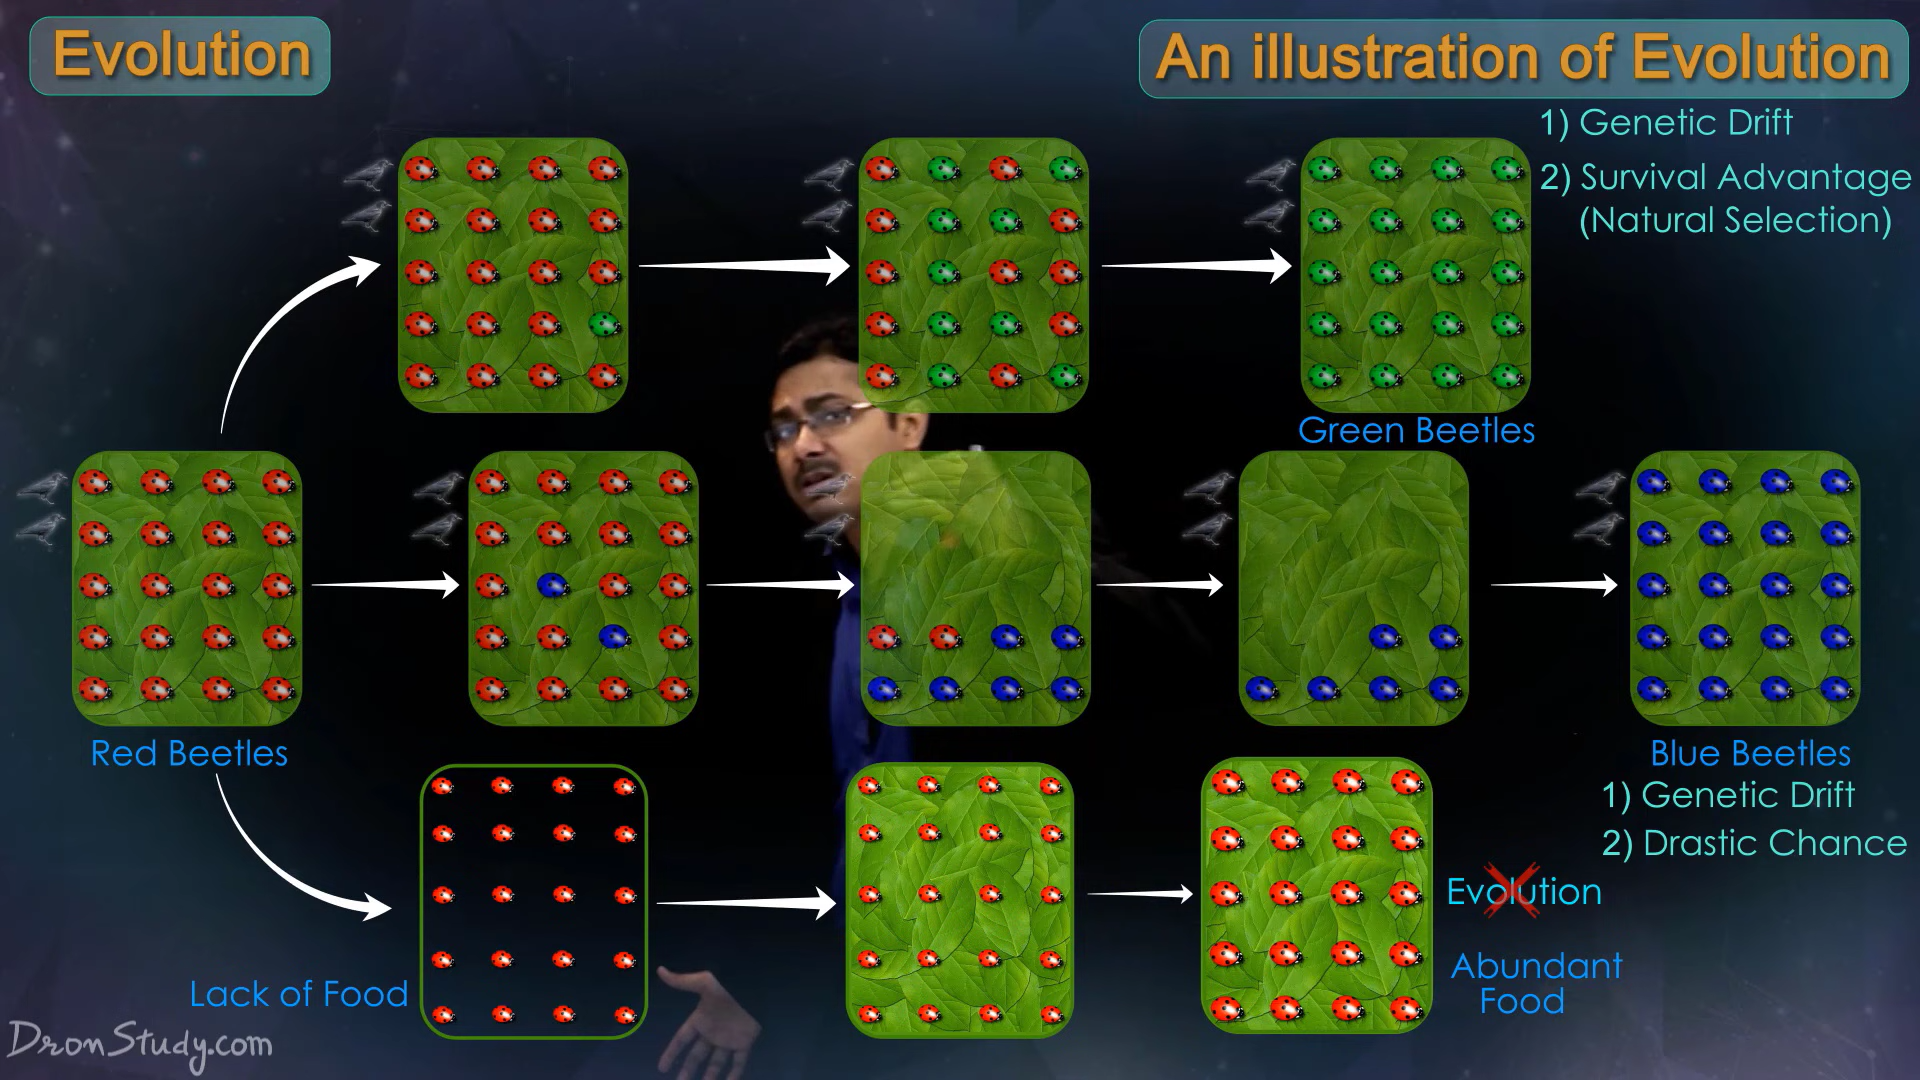 Evolution
An illustration of Evolution
1) Genetic Drift
2) Survival Advantage
(Natural Selection)
Green Beetles
Red Beetles
Blue Beetles
1) Genetic Drift
2) Drastic Chance
Evolution
Abundant
Food
Lack of Food
DronStudy.com